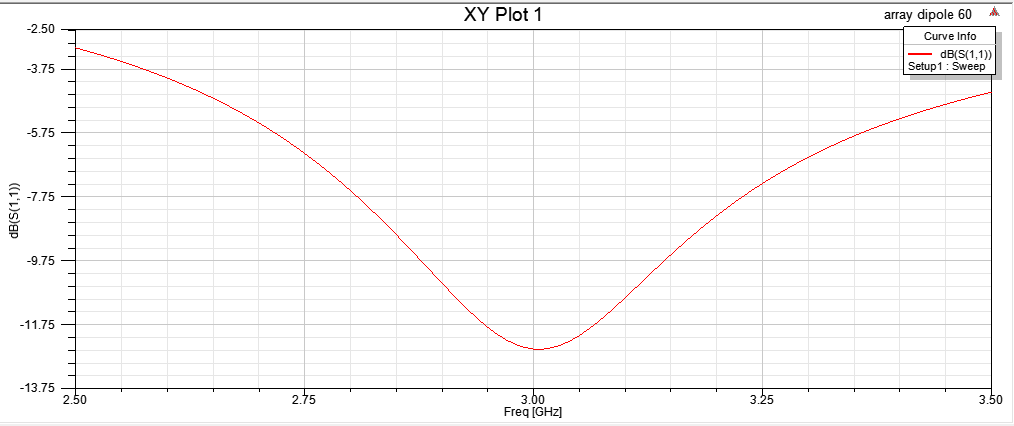 XY Plot 1
array dipole 60
Curve Info
dB(S(1,1))
Setup1 : Sweep
-2.50
-3.75
-5.75
-7.75
-9.75
-11.75
-13.75
dB(S(1,1))
2.50 2.75 3.00 3.25 3.50
Freq [GHz]